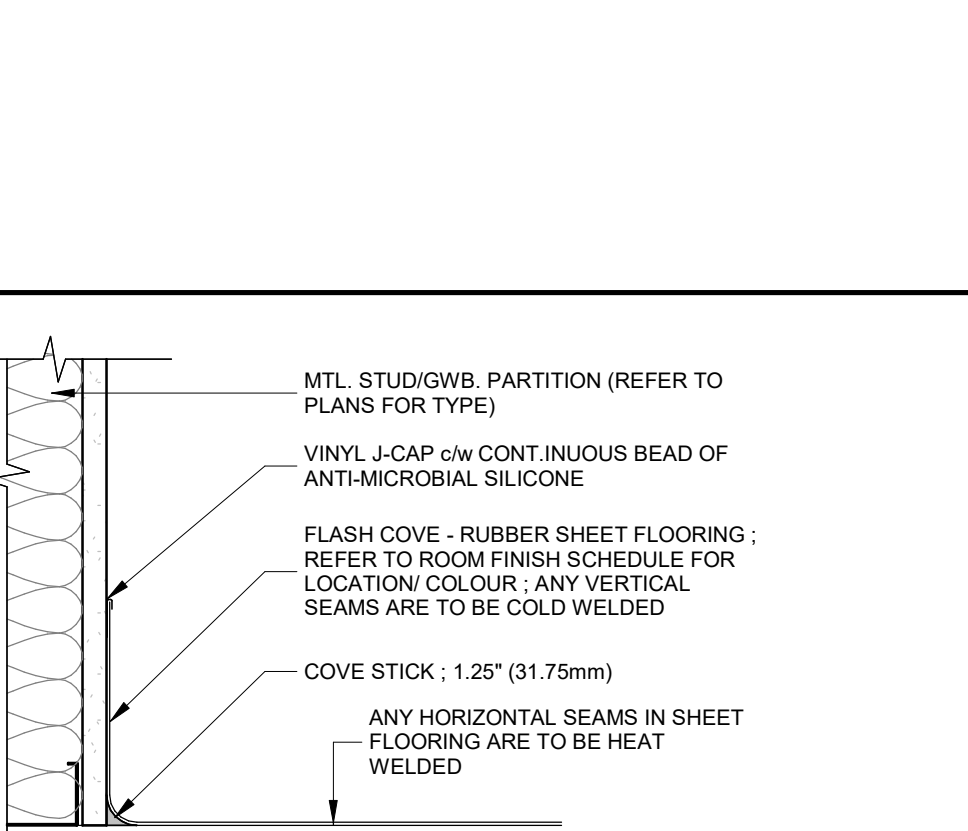 MTL. STUD/GWB. PARTITION (REFER TO
PLANS FOR TYPE)
VINYL J-CAP c/w CONT.INUOUS BEAD OF
ANTI-MICROBIAL SILICONE
FLASH COVE - RUBBER SHEET FLOORING ;
REFER TO ROOM FINISH SCHEDULE FOR
LOCATION/ COLOUR ; ANY VERTICAL
SEAMS ARE TO BE COLD WELDED
COVE STICK ; 1.25" (31.75mm)
ANY HORIZONTAL SEAMS IN SHEET
FLOORING ARE TO BE HEAT
WELDED